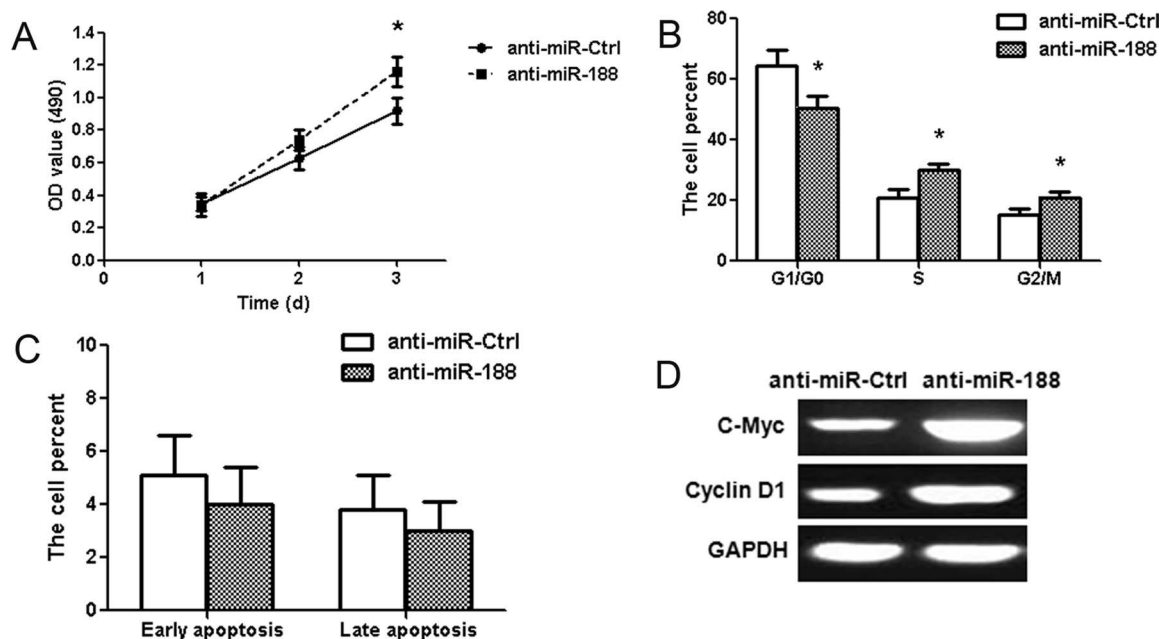 A
1.4
1.2
1.0
0.8
0.6
0.4
0.2
0.0
OD value (490)
0
1
2
3
Time (d)
*
anti-miR-Ctrl
anti-miR-188
B
80
60
40
20
0
The cell percent
G1/G0
S
G2/M
*
*
*
anti-miR-Ctrl
anti-miR-188
C
10
8
6
4
2
0
The cell percent
Early apoptosis
Late apoptosis
anti-miR-Ctrl
anti-miR-188
D
anti-miR-Ctrl anti-miR-188
C-Myc
Cyclin D1
GAPDH